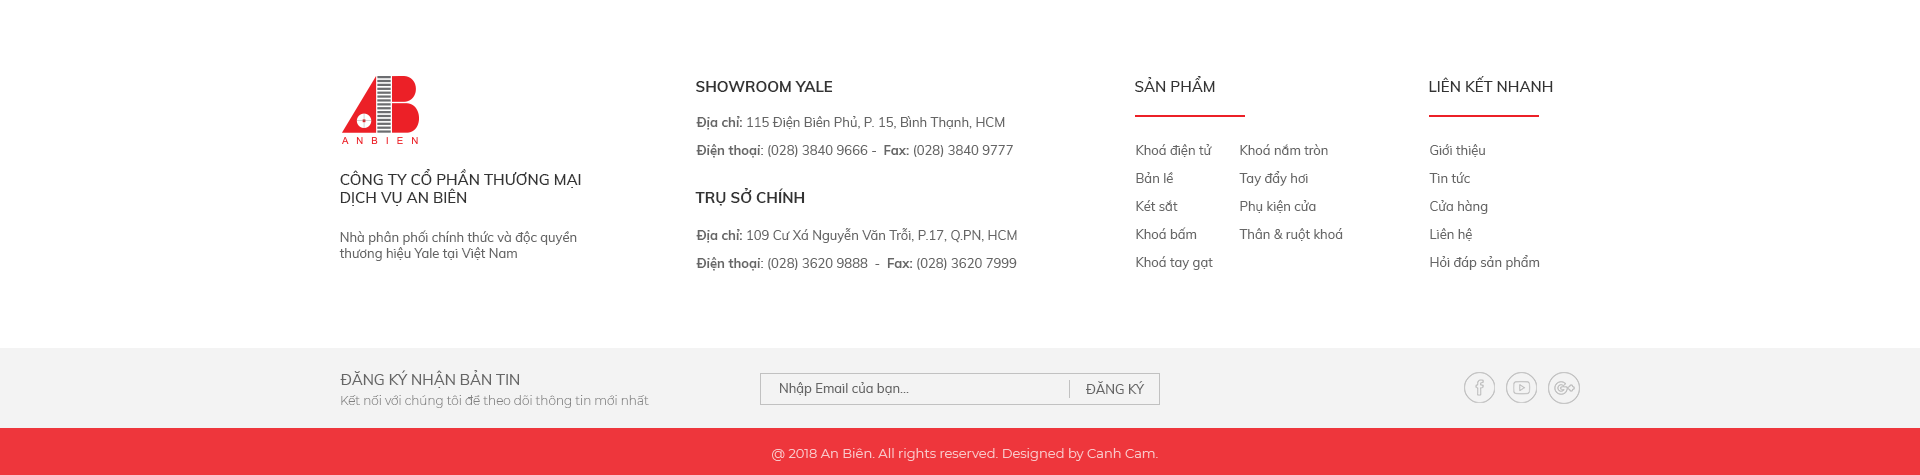 ANBIEN
CÔNG TY CỔ PHẦN THƯƠNG MẠI
DỊCH VỤ AN BIÊN
Nhà phân phối chính thức và độc quyền
thương hiệu Yale tại Việt Nam
SHOWROOM YALE
Địa chỉ: 115 Điện Biên Phủ, P. 15, Bình Thạnh, HCM
Điện thoại: (028) 3840 9666 - Fax: (028) 3840 9777
TRỤ SỞ CHÍNH
Địa chỉ: 109 Cư Xá Nguyễn Văn Trỗi, P.17, Q.PN, HCM
Điện thoại: (028) 3620 9888 - Fax: (028) 3620 7999
SẢN PHẨM
Khoá điện tử
Bản lề
Két sắt
Khoá bấm
Khoá tay gạt
Khoá nắm tròn
Tay đẩy hơi
Phụ kiện cửa
Thân & ruột khoá
LIÊN KẾT NHANH
Giới thiệu
Tin tức
Cửa hàng
Liên hệ
Hỏi đáp sản phẩm
ĐĂNG KÝ NHẬN BẢN TIN
Kết nối với chúng tôi để theo dõi thông tin mới nhất
Nhập Email của bạn...
ĐĂNG KÝ
@ 2018 An Biên. All rights reserved. Designed by Canh Cam.